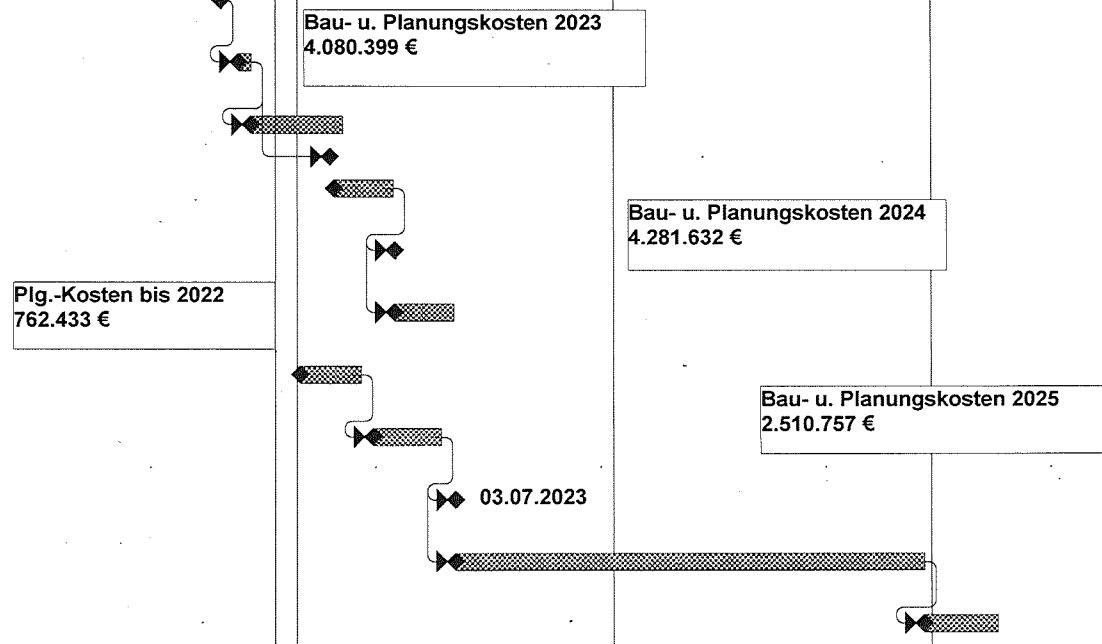 Bau- u. Planungskosten 2023
4.080.399 €
Bau- u. Planungskosten 2024
4.281.632 €
Plg.-Kosten bis 2022
762.433 €
Bau- u. Planungskosten 2025
2.510.757 €
03.07.2023